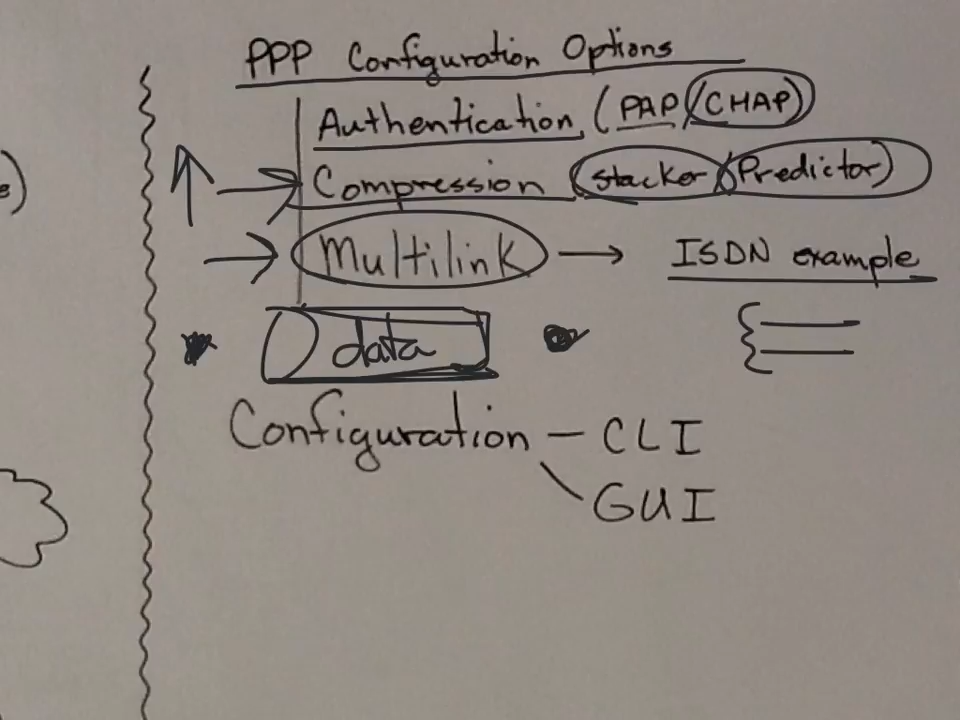 PPP Configuration Options
Authentication (PAP/CHAP)
Compression (stacker/Predictor)
Multilink → ISDN example
data
Configuration - CLI
GUI